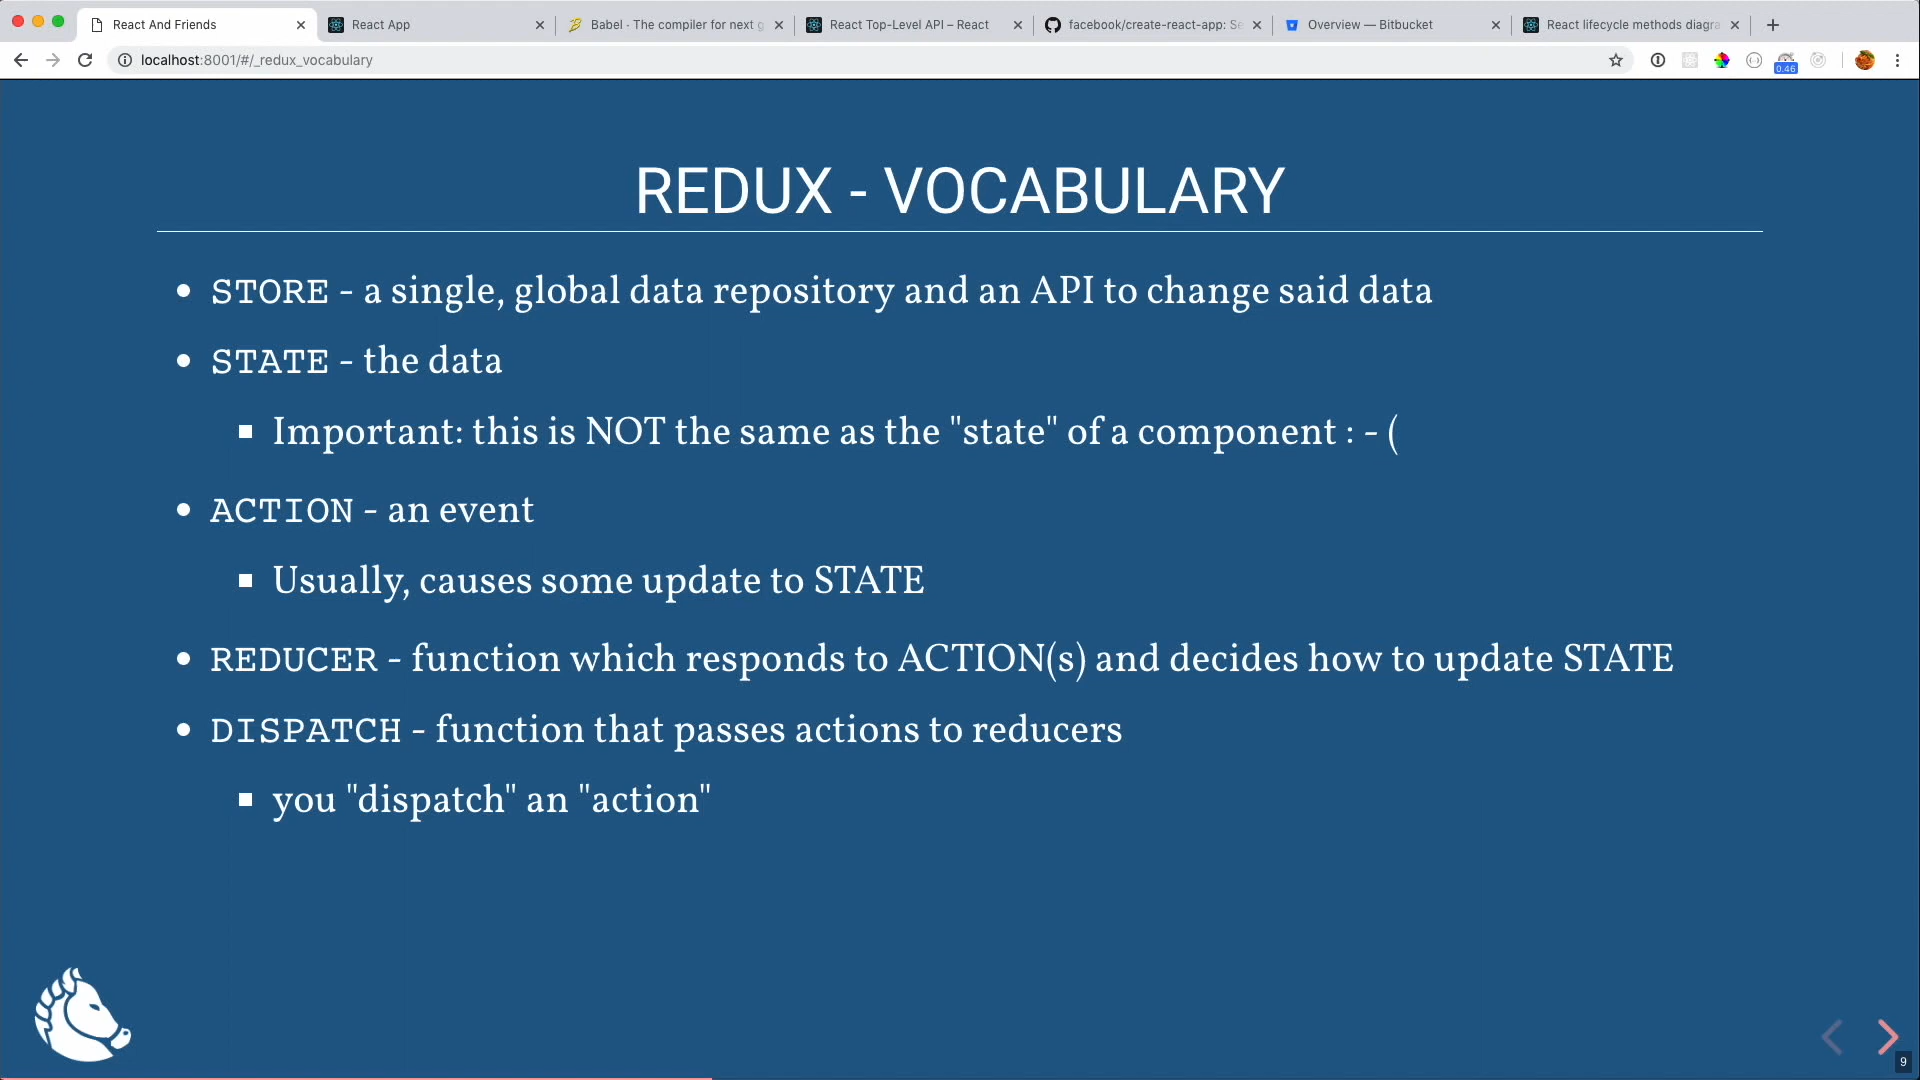 React And Friends
React App
Babel · The compiler for next g
React Top-Level API – React
facebook/create-react-app: Se
Overview — Bitbucket
React lifecycle methods diagra
localhost:8001/#/_redux_vocabulary
0.46
REDUX - VOCABULARY
STORE - a single, global data repository and an API to change said data
STATE - the data
Important: this is NOT the same as the "state" of a component : - (
ACTION - an event
Usually, causes some update to STATE
REDUCER - function which responds to ACTION(s) and decides how to update STATE
DISPATCH - function that passes actions to reducers
you "dispatch" an "action"
9